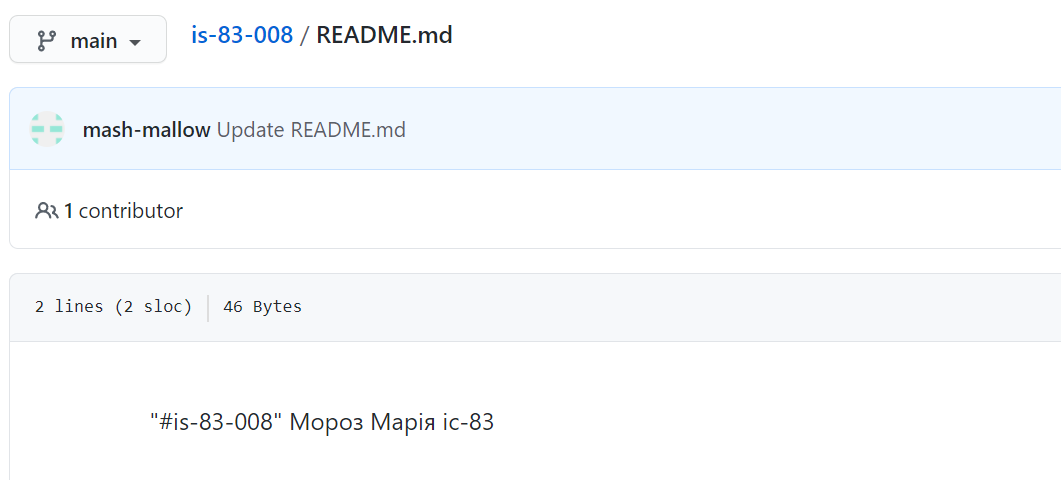 main is-83-008 / README.md
mash-mallow Update README.md
1 contributor
2 lines (2 sloc) 46 Bytes
"#is-83-008" Мороз Марія іс-83